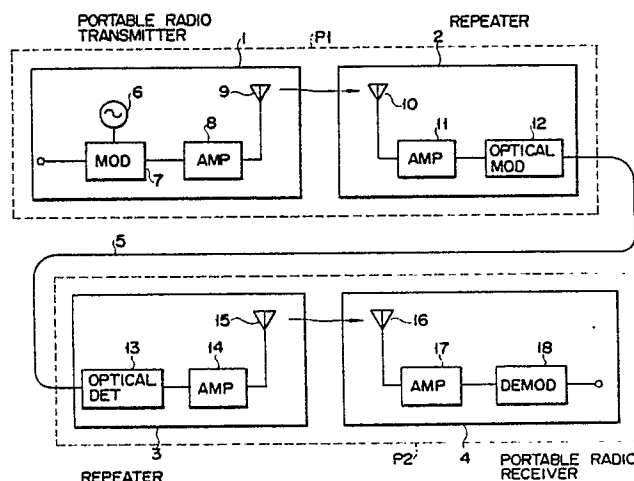 PORTABLE RADIO
TRANSMITTER
1
P1
2
REPEATER
6
9
8
10
11
12
MOD
AMP
AMP
OPTICAL
MOD
7
5
13
14
15
16
17
18
OPTICAL
DET
AMP
AMP
DEMOD
3
P2
4
REPEATER
PORTABLE RADIO
RECEIVER